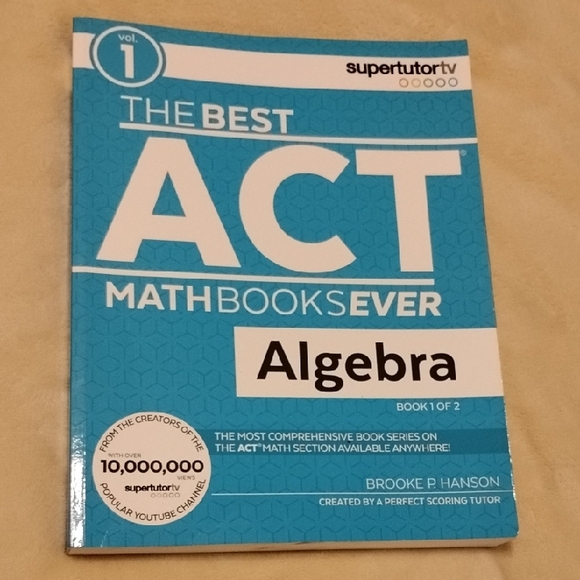 vol.
1
supertutortv
THE BEST
ACT®
MATHBOOKSEVER
Algebra
BOOK 1 OF 2
THE MOST COMPREHENSIVE BOOK SERIES ON
THE ACT® MATH SECTION AVAILABLE ANYWHERE!
FROM THE CREATORS OF THE
WITH OVER
10,000,000
VIEWS
supertutortv
POPULAR YOUTUBE CHANNEL
BROOKE P. HANSON
CREATED BY A PERFECT SCORING TUTOR